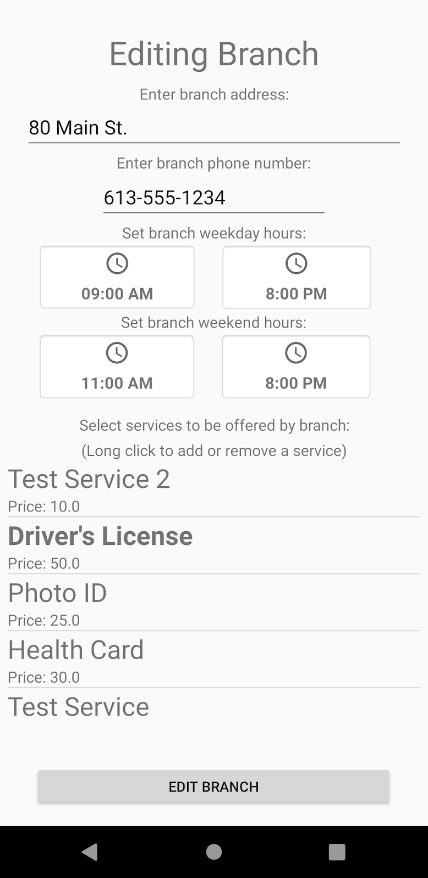 Editing Branch
Enter branch address:
80 Main St.
Enter branch phone number:
613-555-1234
Set branch weekday hours:
09:00 AM 8:00 PM
Set branch weekend hours:
11:00 AM 8:00 PM
Select services to be offered by branch:
(Long click to add or remove a service)
Test Service 2
Price: 10.0
Driver's License
Price: 50.0
Photo ID
Price: 25.0
Health Card
Price: 30.0
Test Service
EDIT BRANCH